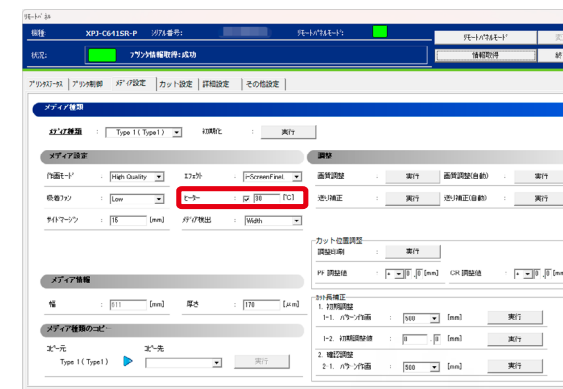 ﾘﾓｰﾄﾊﾟﾈﾙ
機種: XPJ-C641SR-P ｼﾘｱﾙ番号: ﾘﾓｰﾄﾊﾟﾈﾙﾓｰﾄﾞ: ﾘﾓｰﾄﾊﾟﾈﾙﾓｰﾄﾞ
状況: ﾌﾟﾘﾝﾀ情報取得:成功 情報取得 終
ﾌﾟﾘﾝﾀｽﾃｰﾀｽ ﾌﾟﾘﾝﾀ制御 ﾒﾃﾞｨｱ設定 カット設定 詳細設定 その他設定
メディア種類
ﾒﾃﾞｨｱ種類 : Type 1 ( Type1 ) 初期化 : 実行
メディア設定 調整
作画ﾓｰﾄﾞ : High Quality ｴﾌｪｸﾄ : i-Screen Fine( 画質調整 : 実行 画質調整(自動) : 実行
吸着ﾌｧﾝ : Low ﾋｰﾀｰ : 30 [℃] 送り補正 : 実行 送り補正(自動) : 実行
ｻｲﾄﾞﾏｰｼﾞﾝ : 15 [mm] ﾒﾃﾞｨｱ検出 : Width
カット位置調整
調整印刷 : 実行
PF 調整値 : + 0 . 0 [mm] CR 調整値 : + 0 . 0 [mm]
メディア情報
幅 : 611 [mm] 厚さ : 170 [μm]
ｶｯﾄ長補正
1. 初期調整
1-1. ﾊﾟﾀｰﾝ作画 : 500 [mm] 実行
メディア種類のコピー
1-2. 初期調整値 : 0 . 0 [mm] 実行
ｺﾋﾟｰ元 ｺﾋﾟｰ先
2. 確認調整
Type 1 ( Type1 ) 実行
2-1. ﾊﾟﾀｰﾝ作画 : 500 [mm] 実行